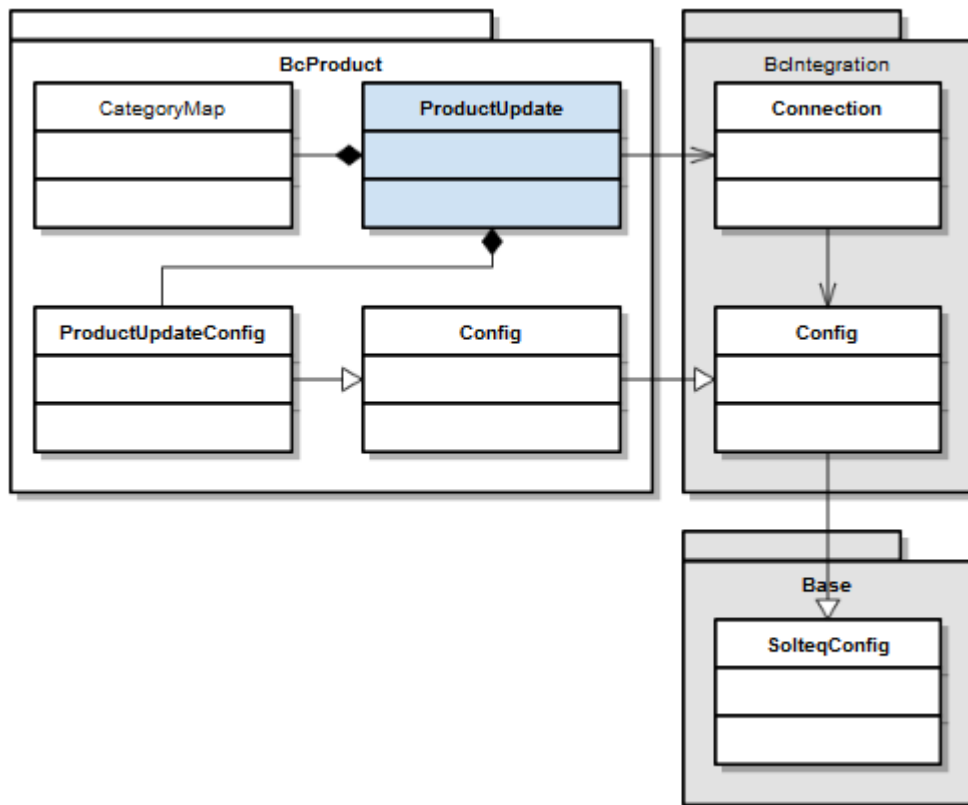 BcProduct
BcIntegration
CategoryMap
ProductUpdate
Connection
ProductUpdateConfig
Config
Config
Base
SolteqConfig